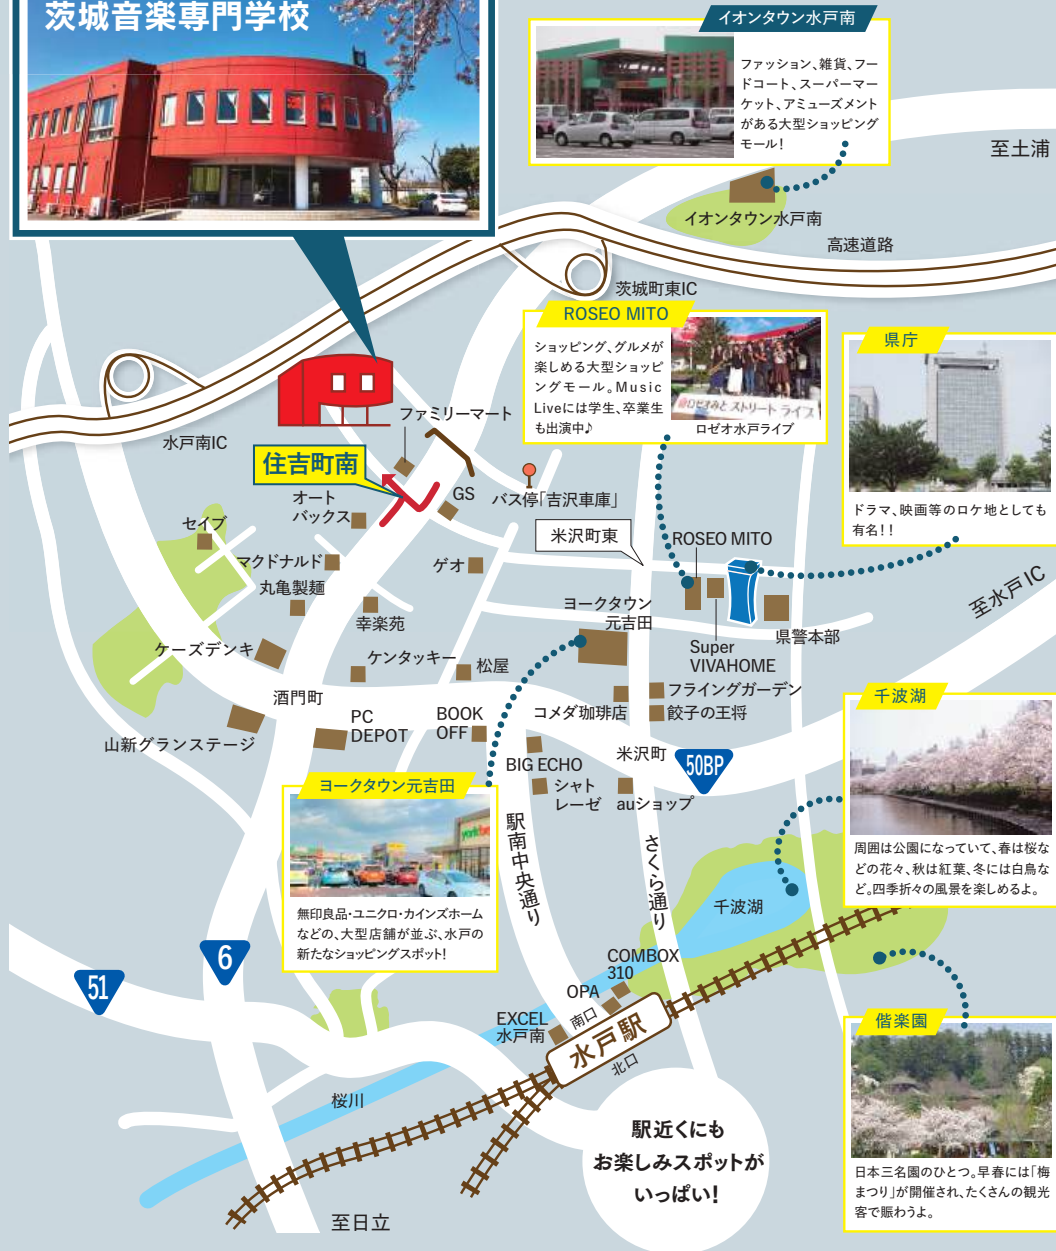 茨城音楽専門学校
イオンタウン水戸南
ファッション、雑貨、フー
ドコート、スーパーマー
ケット、アミューズメント
がある大型ショッピング
モール!
至土浦
イオンタウン水戸南
高速道路
茨城町東IC
ROSEO MITO
ショッピング、グルメが
楽しめる大型ショッピ
ングモール。Music
Liveには学生、卒業生
も出演中♪
ロゼオみと ストリート ライブ
ロゼオ水戸ライブ
県庁
ドラマ、映画等のロケ地としても
有名!!
水戸南IC
ファミリーマート
住吉町南
オート
バックス
GS
バス停「吉沢車庫」
セイブ
マクドナルド
丸亀製麺
ゲオ
米沢町東
ROSEO MITO
至水戸IC
幸楽苑
ヨークタウン
元吉田
県警本部
Super
VIVAHOME
ケーズデンキ
ケンタッキー
松屋
フライングガーデン
酒門町
コメダ珈琲店
餃子の王将
山新グランステージ
PC
DEPOT
BOOK
OFF
BIG ECHO
米沢町
50BP
シャト
レーゼ
auショップ
千波湖
周囲は公園になっていて、春は桜な
どの花々、秋は紅葉、冬には白鳥な
ど。四季折々の風景を楽しめるよ。
ヨークタウン元吉田
無印良品・ユニクロ・カインズホーム
などの、大型店舗が並ぶ、水戸の
新たなショッピングスポット!
駅南中央通り
さくら通り
千波湖
51
6
COMBOX
310
OPA
EXCEL
水戸南
南口
水戸駅
北口
偕楽園
日本三名園のひとつ。早春には「梅
まつり」が開催され、たくさんの観光
客で賑わうよ。
桜川
駅近くにも
お楽しみスポットが
いっぱい!
至日立